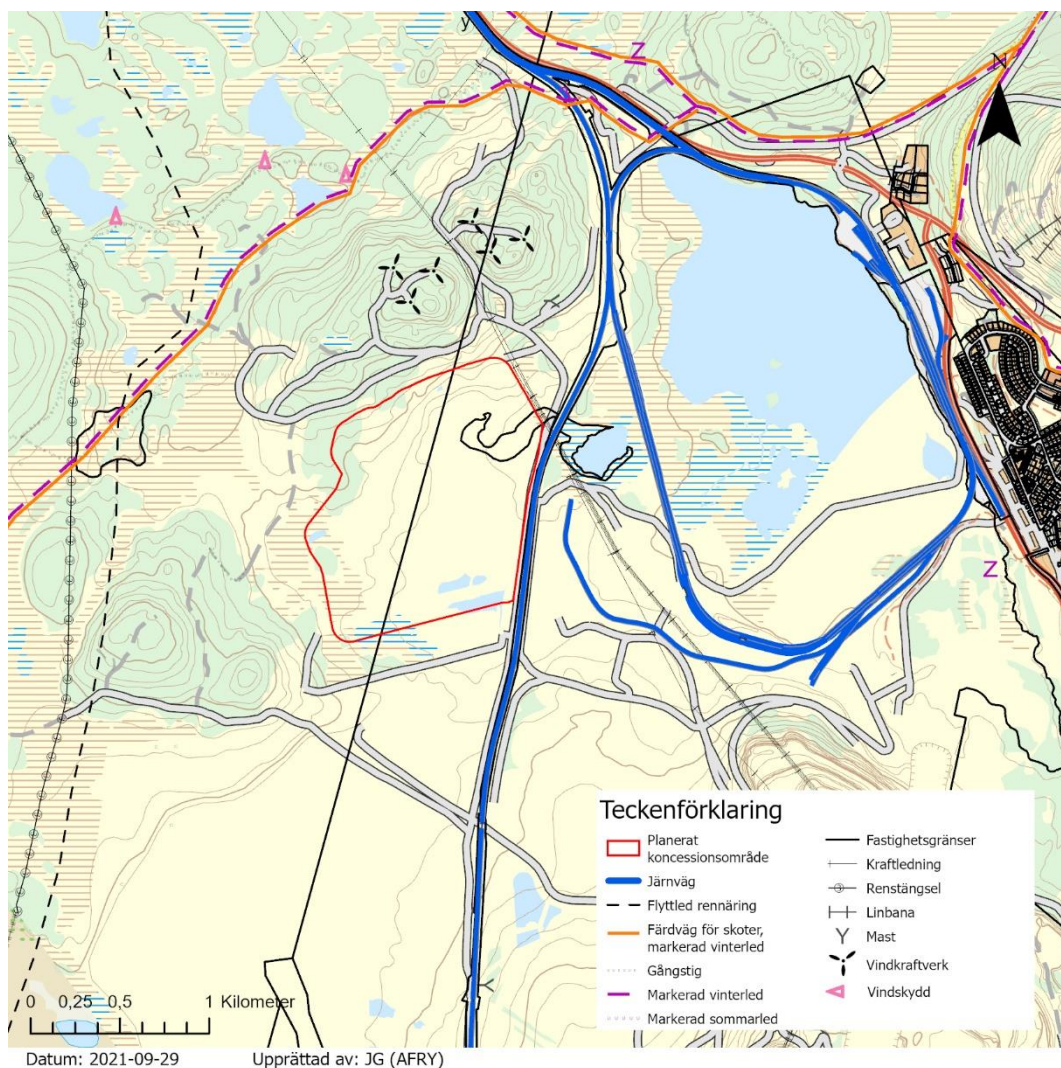 y
Z
N
Z
Teckenförklaring
Planerat
koncessionsområde
Järnväg
Flyttled rennäring
Färdväg för skoter,
markerad vinterled
Gångstig
Markerad vinterled
Markerad sommarled
Fastighetsgränser
Kraftledning
Renstängsel
Linbana
Mast
Vindkraftverk
Vindskydd
0 0,25 0,5 1 Kilometer
Datum: 2021-09-29 Upprättad av: JG (AFRY)